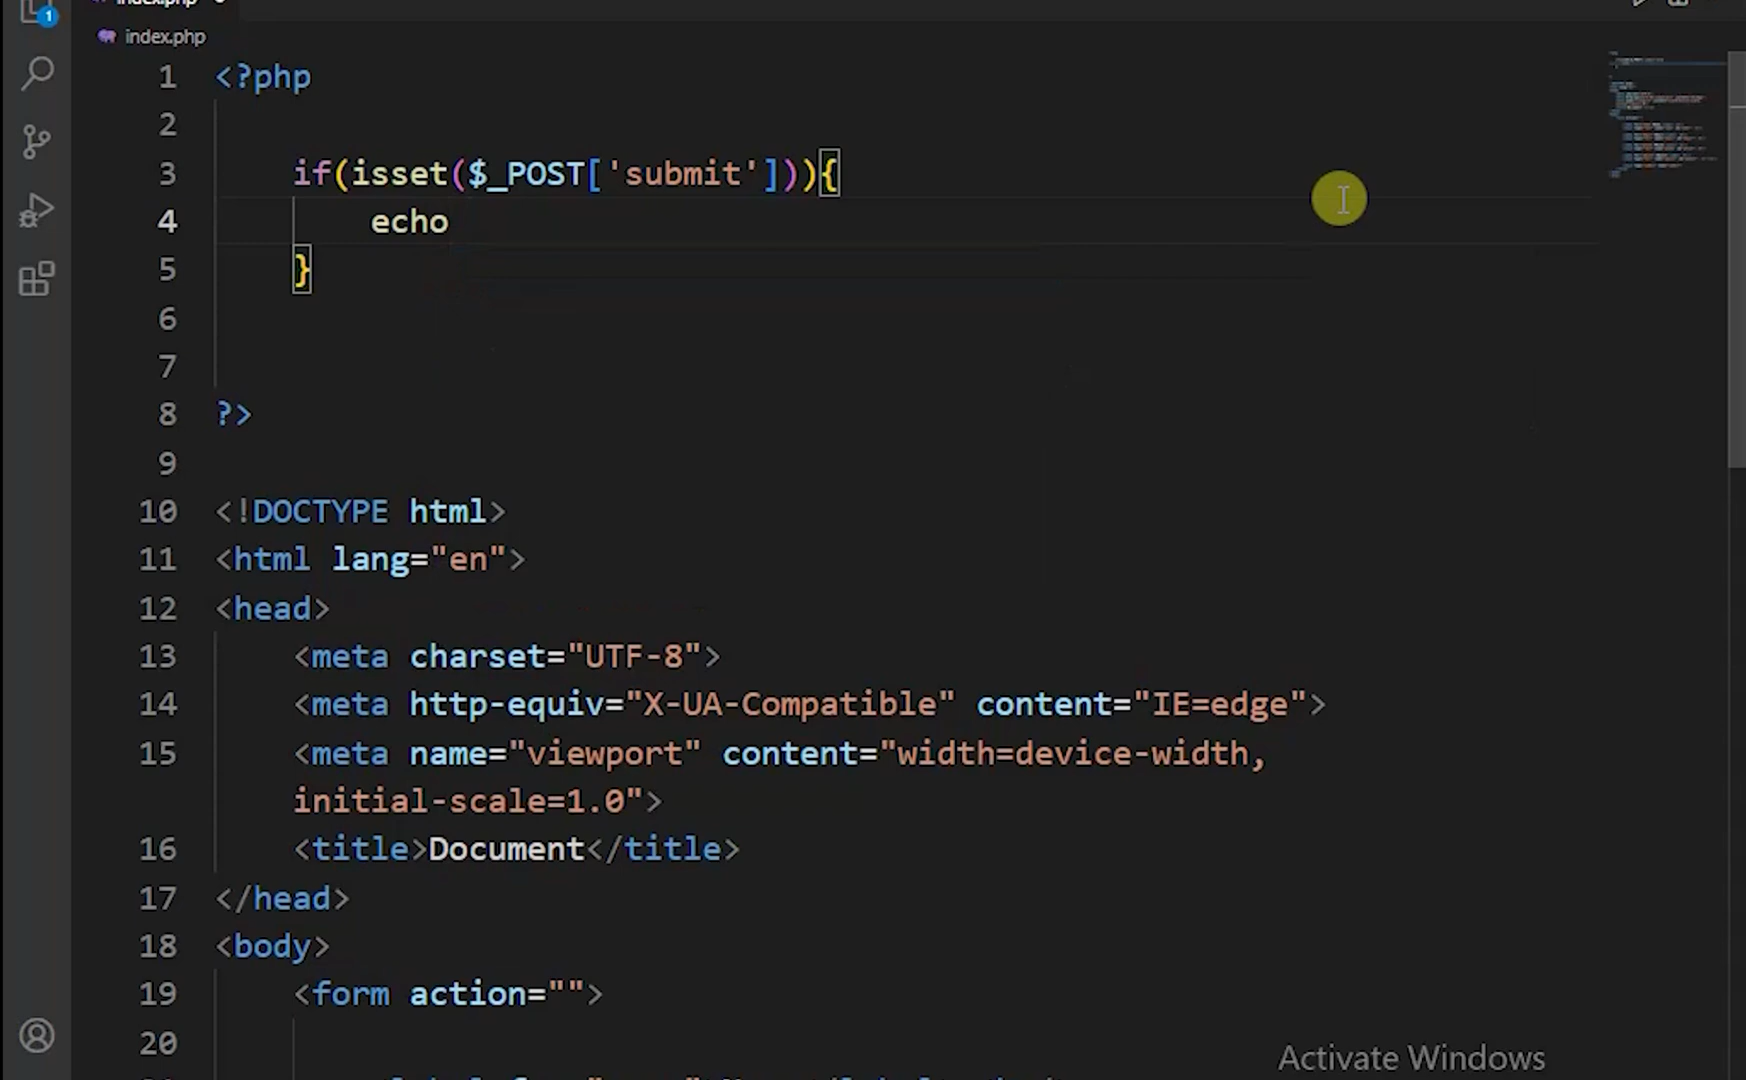 index.php
1
index.php
1 <?php
2
3 if(isset($_POST['submit'])){
4 echo
5 }
6
7
8 ?>
9
10 <!DOCTYPE html>
11 <html lang="en">
12 <head>
13 <meta charset="UTF-8">
14 <meta http-equiv="X-UA-Compatible" content="IE=edge">
15 <meta name="viewport" content="width=device-width,
initial-scale=1.0">
16 <title>Document</title>
17 </head>
18 <body>
19 <form action="">
20
Activate Windows